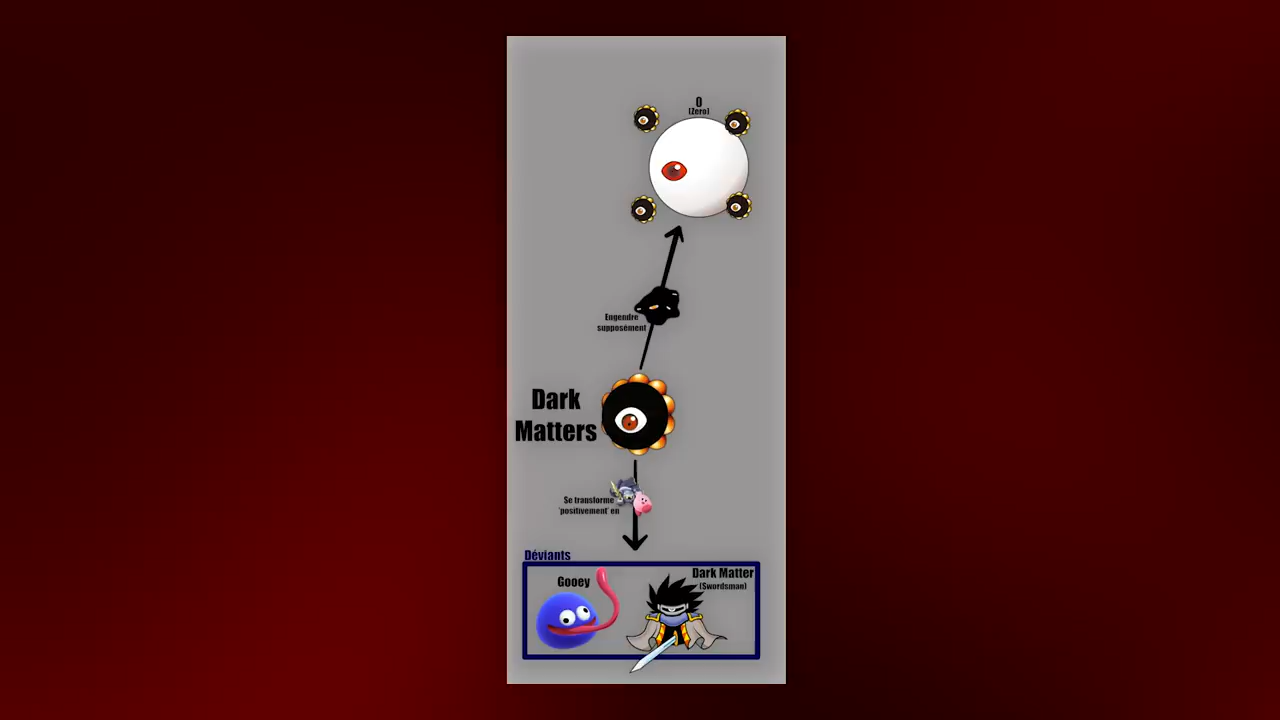 0
(Zero)
Engendre
supposément
Dark
Matters
Se transforme
'positivement' en
Déviants
Gooey
Dark Matter
(Swordsman)